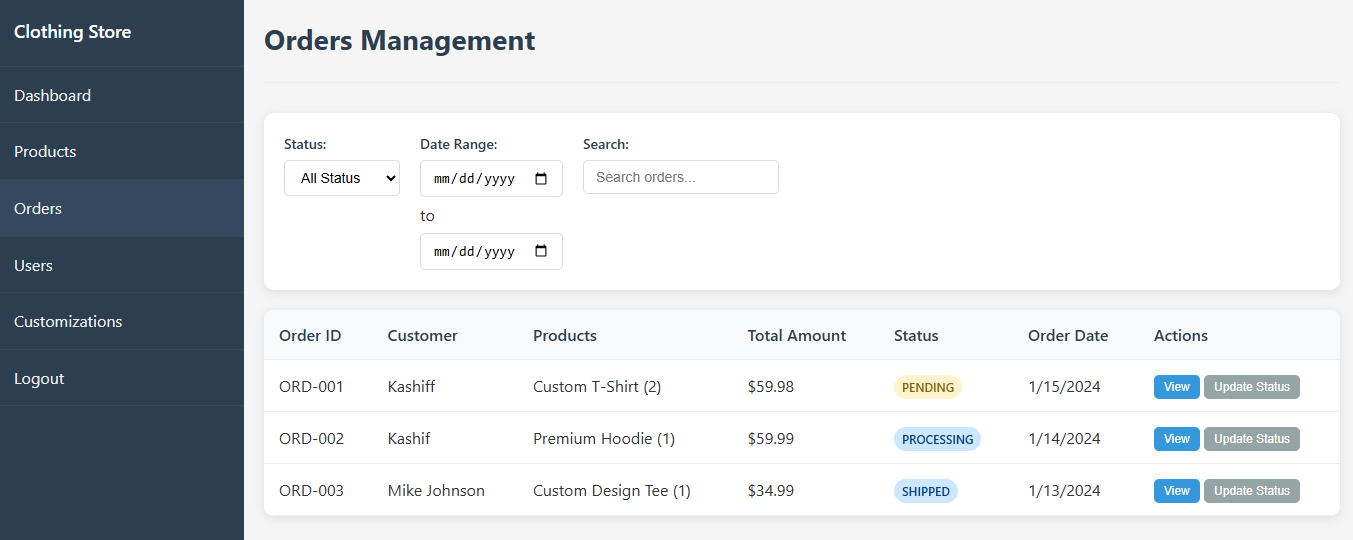 Clothing Store
Dashboard
Products
Orders
Users
Customizations
Logout
Orders Management
Status: Date Range: Search:
All Status mm/dd/yyyy Search orders...
to
mm/dd/yyyy
Order ID Customer Products Total Amount Status Order Date Actions
ORD-001 Kashiff Custom T-Shirt (2) $59.98 PENDING 1/15/2024 View Update Status
ORD-002 Kashif Premium Hoodie (1) $59.99 PROCESSING 1/14/2024 View Update Status
ORD-003 Mike Johnson Custom Design Tee (1) $34.99 SHIPPED 1/13/2024 View Update Status